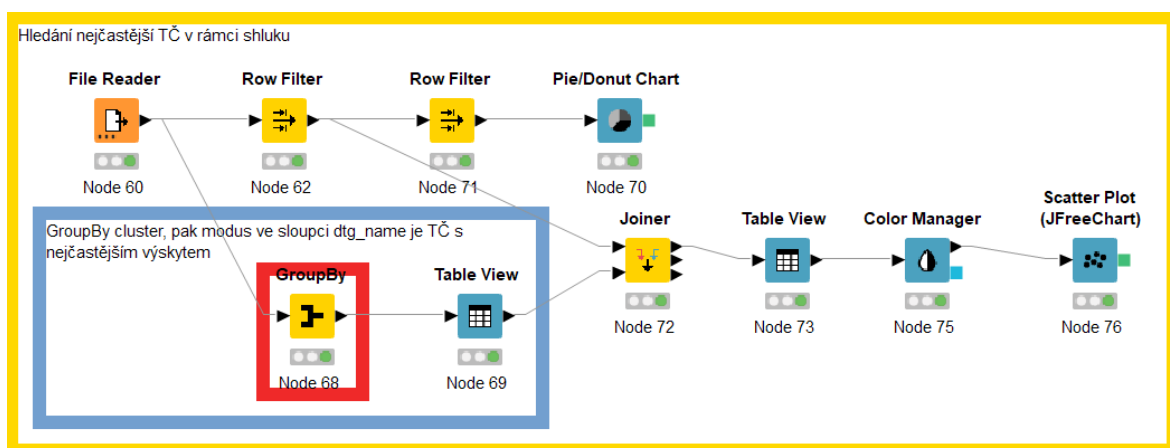 Hledání nejčastější TČ v rámci shluku
File Reader
Row Filter
Row Filter
Pie/Donut Chart
Node 60
Node 62
Node 71
Node 70
GroupBy cluster, pak modus ve sloupci dtg_name je TČ s
nejčastějším výskytem
GroupBy
Table View
Node 68
Node 69
Joiner
Table View
Color Manager
Scatter Plot
(JFreeChart)
Node 72
Node 73
Node 75
Node 76